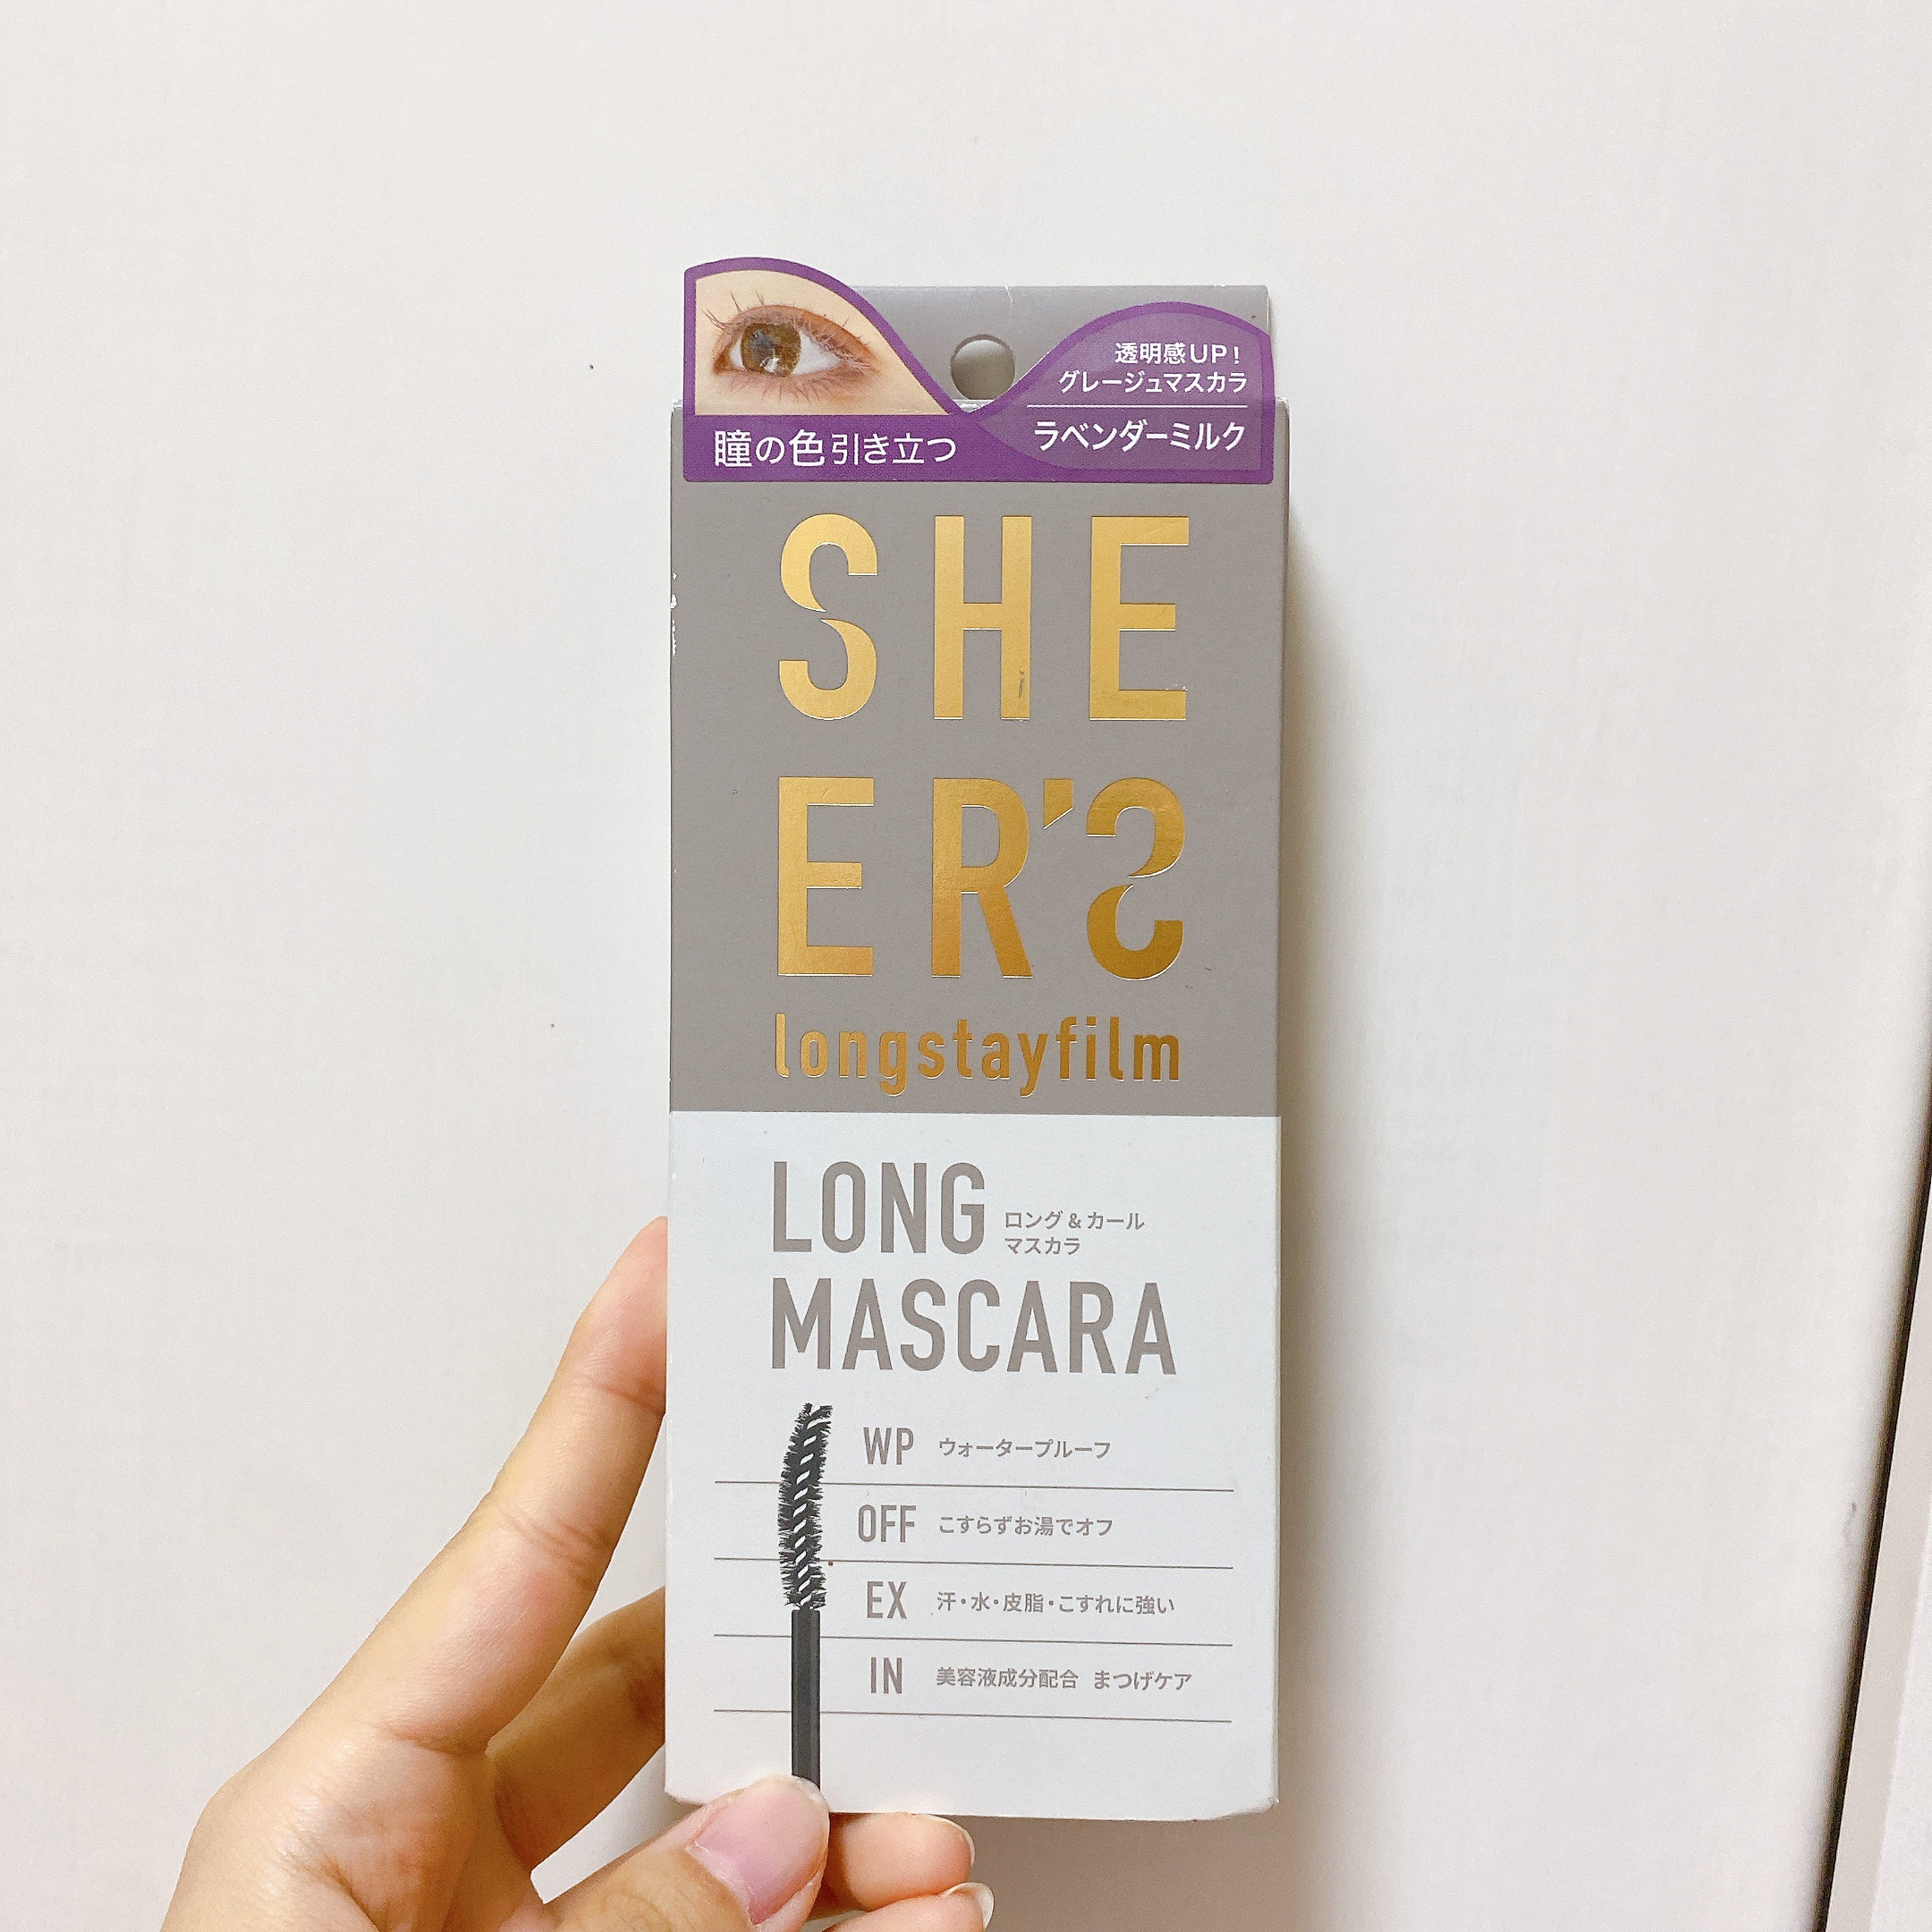 透明感UP!
グレージュマスカラ
ラベンダーミルク
瞳の色引き立つ
SHE
ER'S
longstayfilm
LONG
ロング&カール
マスカラ
MASCARA
WP ウォータープルーフ
OFF こすらずお湯でオフ
EX 汗・水・皮脂・こすれに強い
IN 美容液成分配合 まつげケア